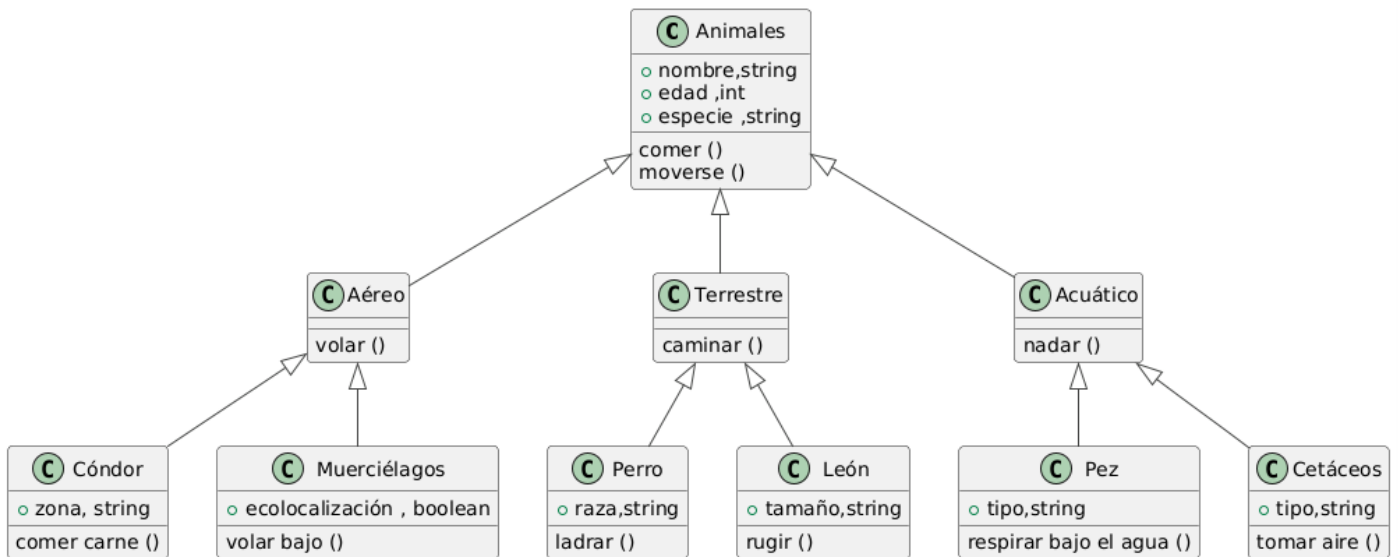 C Animales
nombre,string
edad ,int
especie ,string
comer ()
moverse ()
C Aéreo
volar ()
C Terrestre
caminar ()
C Acuático
nadar ()
C Cóndor
zona, string
comer carne ()
C Muerciélagos
ecolocalización , boolean
volar bajo ()
C Perro
raza,string
ladrar ()
C León
tamaño,string
rugir ()
C Pez
tipo,string
respirar bajo el agua ()
C Cetáceos
tipo,string
tomar aire ()